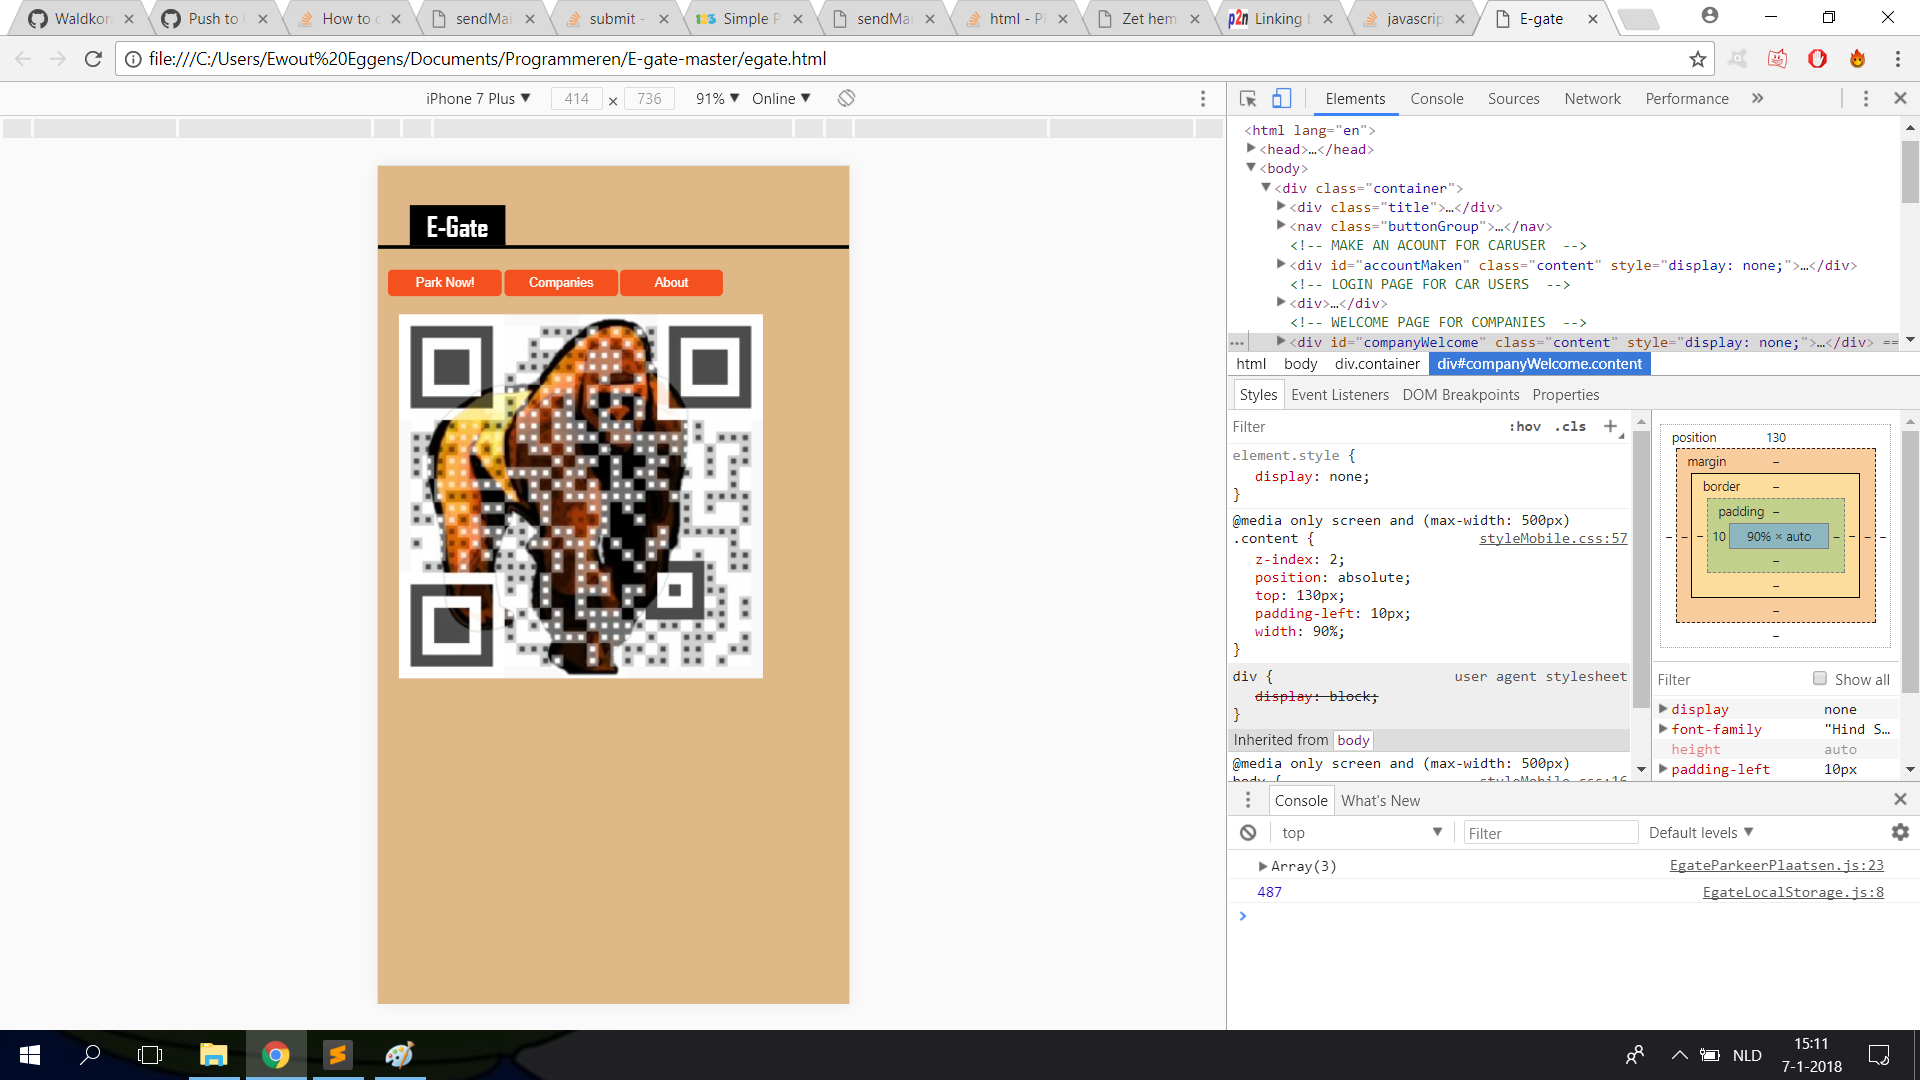 Waldkorn
Push to G
How to c
sendMai
submit -
Simple P
sendMai
html - P
Zet hem
Linking b
javascrip
E-gate
file:///C:/Users/Ewout%20Eggens/Documents/Programmeren/E-gate-master/egate.html
iPhone 7 Plus ▼ 414 × 736 91% ▼ Online ▼
Elements Console Sources Network Performance »
E-Gate
Park Now! Companies About
<html lang="en">
<head>…</head>
<body>
<div class="container">
<div class="title">…</div>
<nav class="buttonGroup">…</nav>
<!-- MAKE AN ACOUNT FOR CARUSER -->
<div id="accountMaken" class="content" style="display: none;">…</div>
<!-- LOGIN PAGE FOR CAR USERS -->
<div>…</div>
<!-- WELCOME PAGE FOR COMPANIES -->
… <div id="companyWelcome" class="content" style="display: none;">…</div> ==
html body div.container div#companyWelcome.content
Styles Event Listeners DOM Breakpoints Properties
Filter :hov .cls +
element.style {
display: none;
}
@media only screen and (max-width: 500px)
.content { styleMobile.css:57
z-index: 2;
position: absolute;
top: 130px;
padding-left: 10px;
width: 90%;
}
div { user agent stylesheet
display: block;
}
Inherited from body
@media only screen and (max-width: 500px)
body { styleMobile.css:16
position 130
margin –
border –
padding –
– – – 10 90% × auto – – – –
–
–
–
–
Filter Show all
display none
font-family "Hind S…
height auto
padding-left 10px
Console What's New
top ▼ Filter Default levels ▼
Array(3) EgateParkeerPlaatsen.js:23
487 EgateLocalStorage.js:8
>
NLD
15:11
7-1-2018